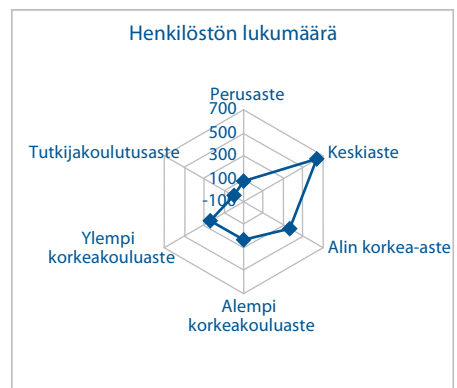 Henkilöstön lukumäärä
Perusaste
700
500
300
100
-100
Tutkijakoulutusaste
Keskiaste
Ylempi
korkeakouluaste
Alin korkea-aste
Alempi
korkeakouluaste